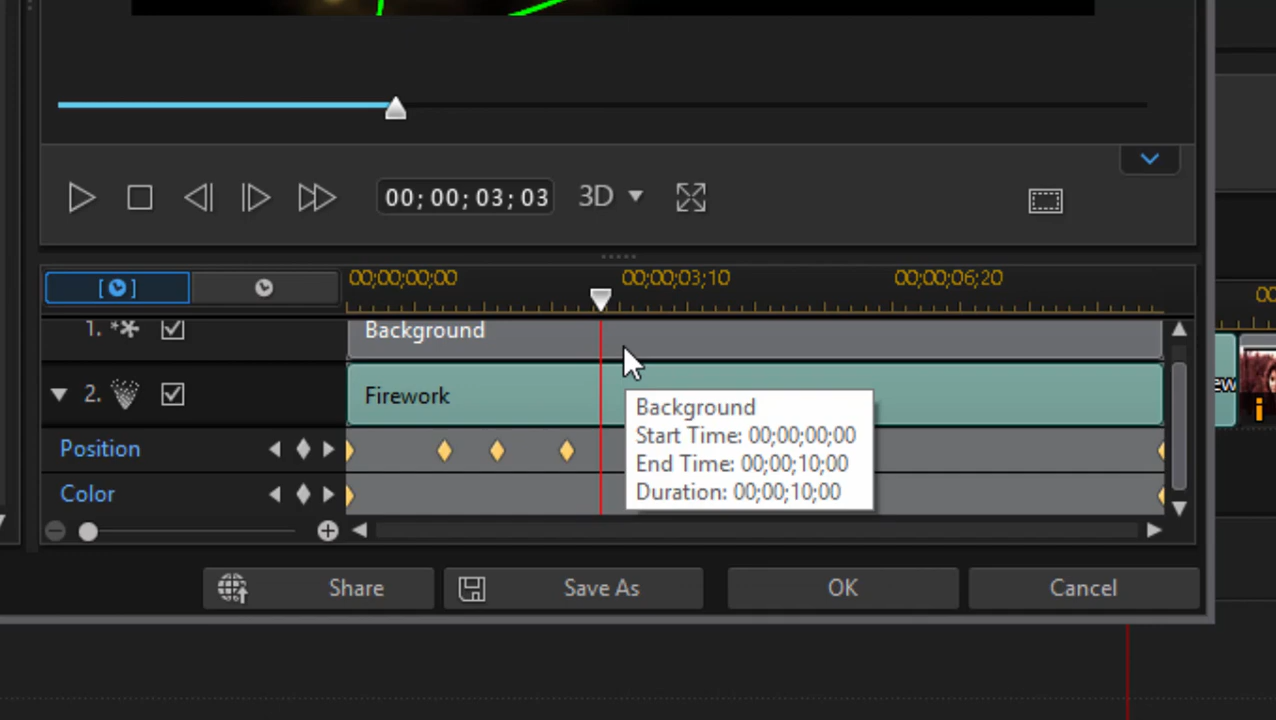 00; 00; 03; 03
3D
00;00;00;00
00;00;03;10
00;00;06;20
00
1.
Background
2.
Firework
ew
Background
Start Time: 00;00;00;00
End Time: 00;00;10;00
Duration: 00;00;10;00
Position
Color
Share
Save As
OK
Cancel